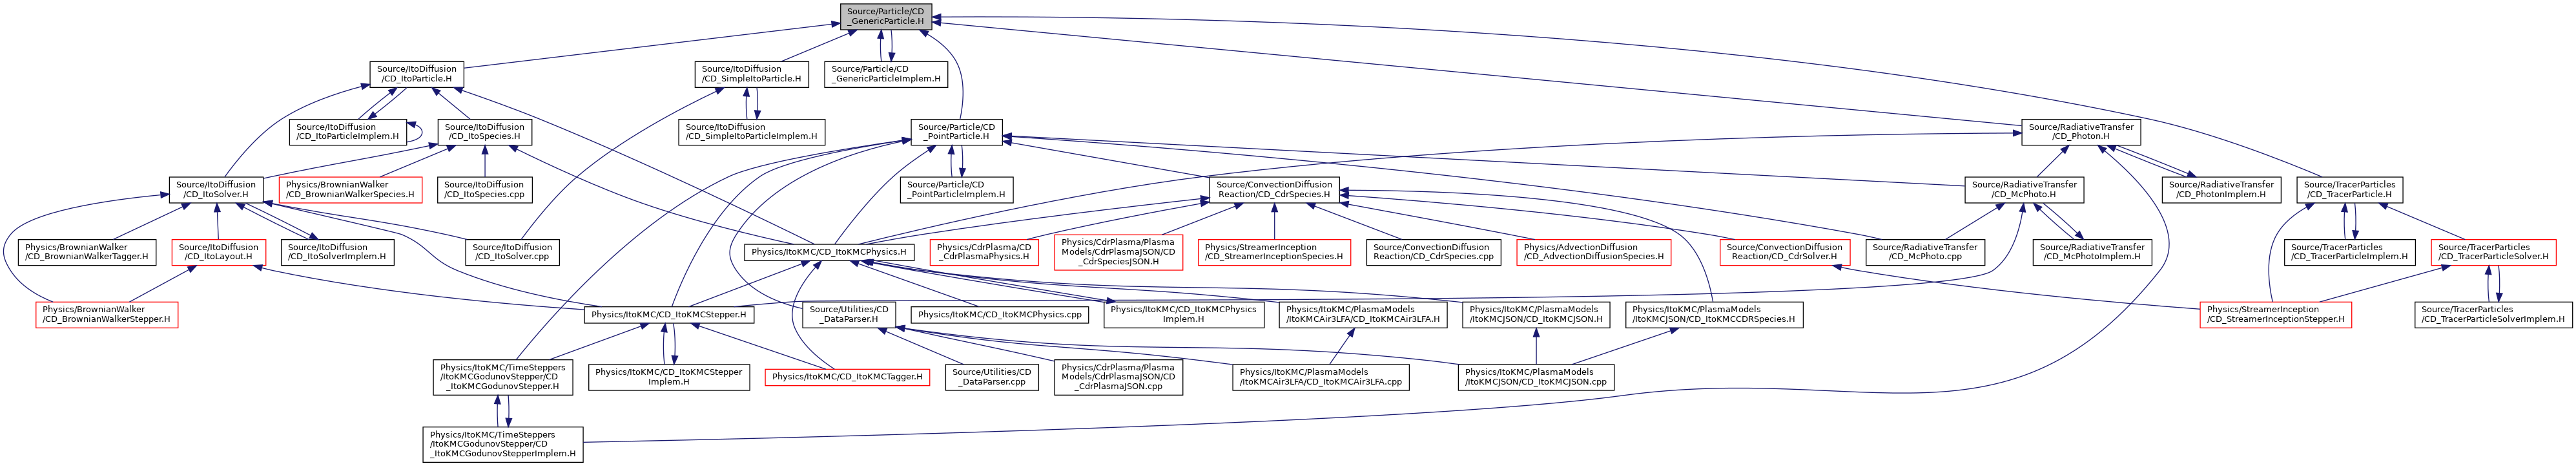 Source/Particle/CD
_GenericParticle.H
Source/ItoDiffusion
/CD_ItoParticle.H
Source/ItoDiffusion
/CD_SimpleItoParticle.H
Source/Particle/CD
_GenericParticleImplem.H
Source/ItoDiffusion
/CD_ItoParticleImplem.H
Source/ItoDiffusion
/CD_ItoSpecies.H
Source/ItoDiffusion
/CD_SimpleItoParticleImplem.H
Source/Particle/CD
_PointParticle.H
Source/RadiativeTransfer
/CD_Photon.H
Source/ItoDiffusion
/CD_ItoSolver.H
Physics/BrownianWalker
/CD_BrownianWalkerSpecies.H
Source/ItoDiffusion
/CD_ItoSpecies.cpp
Source/Particle/CD
_PointParticleImplem.H
Source/ConvectionDiffusion
Reaction/CD_CdrSpecies.H
Source/RadiativeTransfer
/CD_McPhoto.H
Source/RadiativeTransfer
/CD_PhotonImplem.H
Source/TracerParticles
/CD_TracerParticle.H
Physics/BrownianWalker
/CD_BrownianWalkerTagger.H
Source/ItoDiffusion
/CD_ItoLayout.H
Source/ItoDiffusion
/CD_ItoSolverImplem.H
Source/ItoDiffusion
/CD_ItoSolver.cpp
Physics/ItoKMC/CD_ItoKMCPhysics.H
Physics/CdrPlasma/CD
_CdrPlasmaPhysics.H
Physics/CdrPlasma/Plasma
Models/CdrPlasmaJSON/CD
_CdrSpeciesJSON.H
Physics/StreamerInception
/CD_StreamerInceptionSpecies.H
Source/ConvectionDiffusion
Reaction/CD_CdrSpecies.cpp
Physics/AdvectionDiffusion
/CD_AdvectionDiffusionSpecies.H
Source/ConvectionDiffusion
Reaction/CD_CdrSolver.H
Source/RadiativeTransfer
/CD_McPhoto.cpp
Source/RadiativeTransfer
/CD_McPhotoImplem.H
Source/TracerParticles
/CD_TracerParticleImplem.H
Source/TracerParticles
/CD_TracerParticleSolver.H
Physics/BrownianWalker
/CD_BrownianWalkerStepper.H
Physics/ItoKMC/CD_ItoKMCStepper.H
Source/Utilities/CD
_DataParser.H
Physics/ItoKMC/CD_ItoKMCPhysics.cpp
Physics/ItoKMC/CD_ItoKMCPhysics
Implem.H
Physics/ItoKMC/PlasmaModels
/ItoKMCAir3LFA/CD_ItoKMCAir3LFA.H
Physics/ItoKMC/PlasmaModels
/ItoKMCJSON/CD_ItoKMCJSON.H
Physics/ItoKMC/PlasmaModels
/ItoKMCJSON/CD_ItoKMCCDRSpecies.H
Physics/StreamerInception
/CD_StreamerInceptionStepper.H
Source/TracerParticles
/CD_TracerParticleSolverImplem.H
Physics/ItoKMC/TimeSteppers
/ItoKMCGodunovStepper/CD
_ItoKMCGodunovStepper.H
Physics/ItoKMC/CD_ItoKMCStepper
Implem.H
Physics/ItoKMC/CD_ItoKMCTagger.H
Source/Utilities/CD
_DataParser.cpp
Physics/CdrPlasma/Plasma
Models/CdrPlasmaJSON/CD
_CdrPlasmaJSON.cpp
Physics/ItoKMC/PlasmaModels
/ItoKMCAir3LFA/CD_ItoKMCAir3LFA.cpp
Physics/ItoKMC/PlasmaModels
/ItoKMCJSON/CD_ItoKMCJSON.cpp
Physics/ItoKMC/TimeSteppers
/ItoKMCGodunovStepper/CD
_ItoKMCGodunovStepperImplem.H